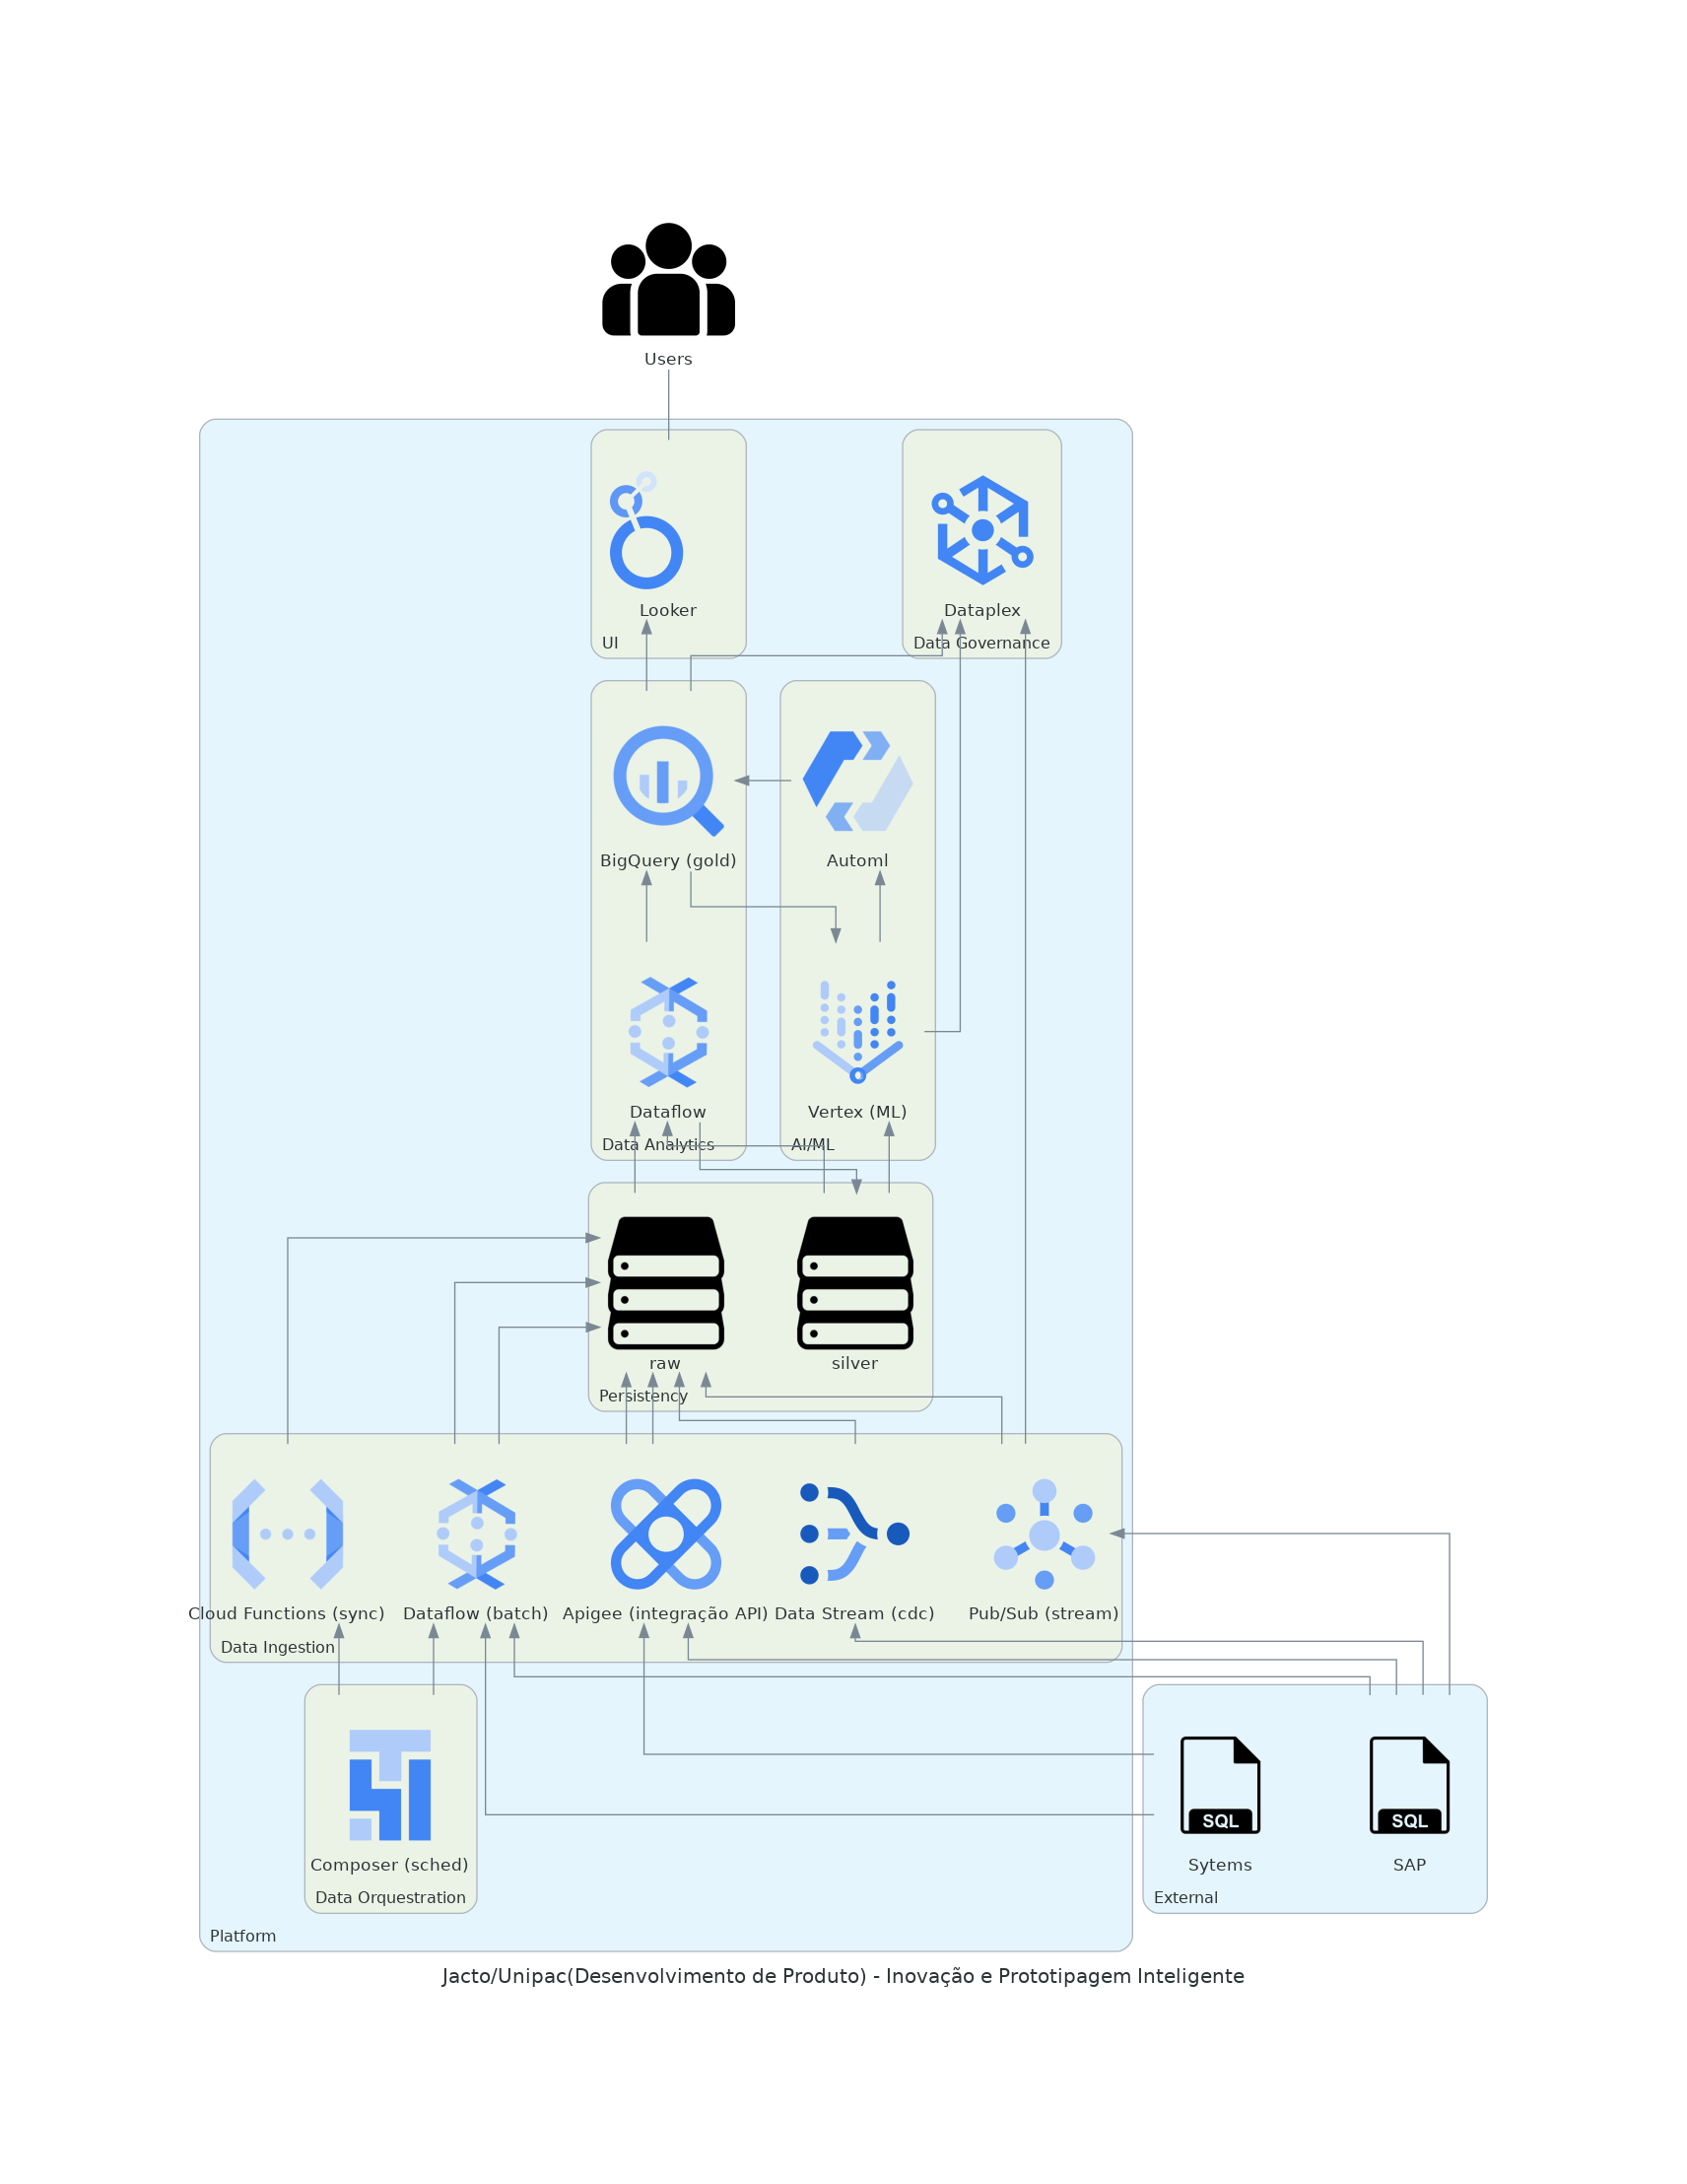 Users
Looker
Dataplex
UI
Data Governance
BigQuery (gold)
Automl
Dataflow
Vertex (ML)
Data Analytics
AI/ML
raw
silver
Persistency
Cloud Functions (sync)
Dataflow (batch)
Apigee (integração API)
Data Stream (cdc)
Pub/Sub (stream)
Data Ingestion
SQL
SQL
Composer (sched)
Sytems
SAP
Data Orquestration
External
Platform
Jacto/Unipac(Desenvolvimento de Produto) - Inovação e Prototipagem Inteligente